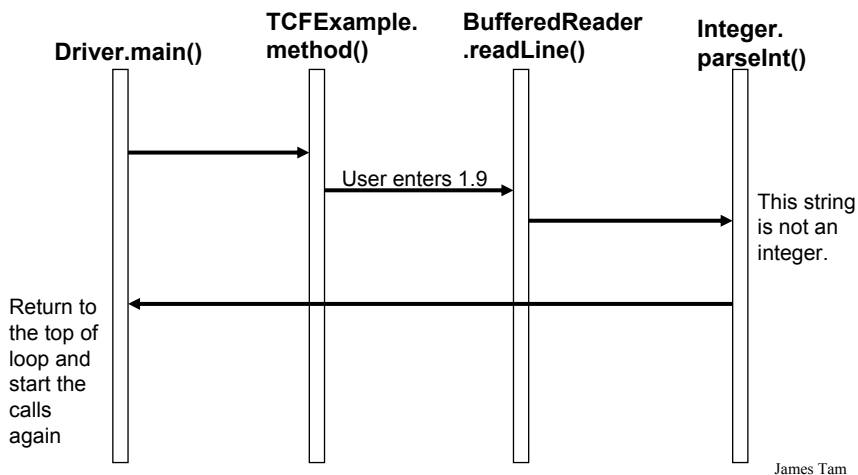 Driver.main()
TCFExample.
method()
BufferedReader
.readLine()
Integer.
parseInt()
User enters 1.9
This string
is not an
integer.
Return to
the top of
loop and
start the
calls
again
James Tam